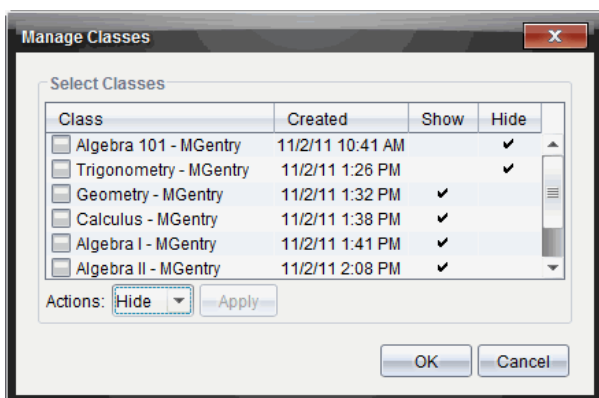 Manage Classes
Select Classes
Class Created Show Hide
Algebra 101 - MGentry 11/2/11 10:41 AM ✔
Trigonometry - MGentry 11/2/11 1:26 PM ✔
Geometry - MGentry 11/2/11 1:32 PM ✔
Calculus - MGentry 11/2/11 1:38 PM ✔
Algebra I - MGentry 11/2/11 1:41 PM ✔
Algebra II - MGentry 11/2/11 2:08 PM ✔
Actions: Hide Apply
OK Cancel